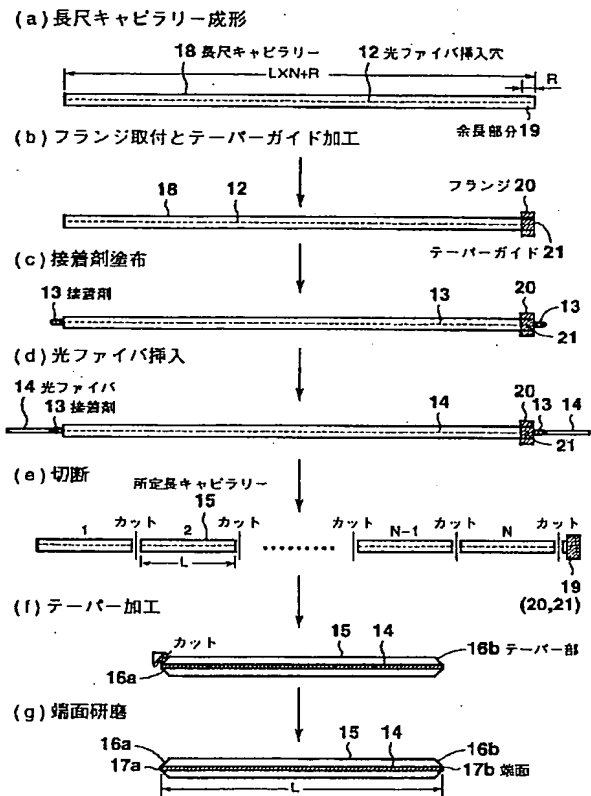 (a)長尺キャピラリー成形
18 長尺キャピラリー 12 光ファイバ挿入穴
L×N+R
R
余長部分19
(b)フランジ取付とテーパーガイド加工
18 12 フランジ20
テーパーガイド21
(c)接着剤塗布
13 接着剤 13 20 13
21
(d)光ファイバ挿入
14 光ファイバ
13 接着剤 14 20 13 14
21
(e)切断
所定長キャピラリー
15
1 カット 2 カット カット N-1 カット N カット
L
19
(20,21)
(f)テーパー加工
カット 15 14 16b テーパー部
16a
(g)端面研磨
16a 15 14 16b
17a 17b 端面
L